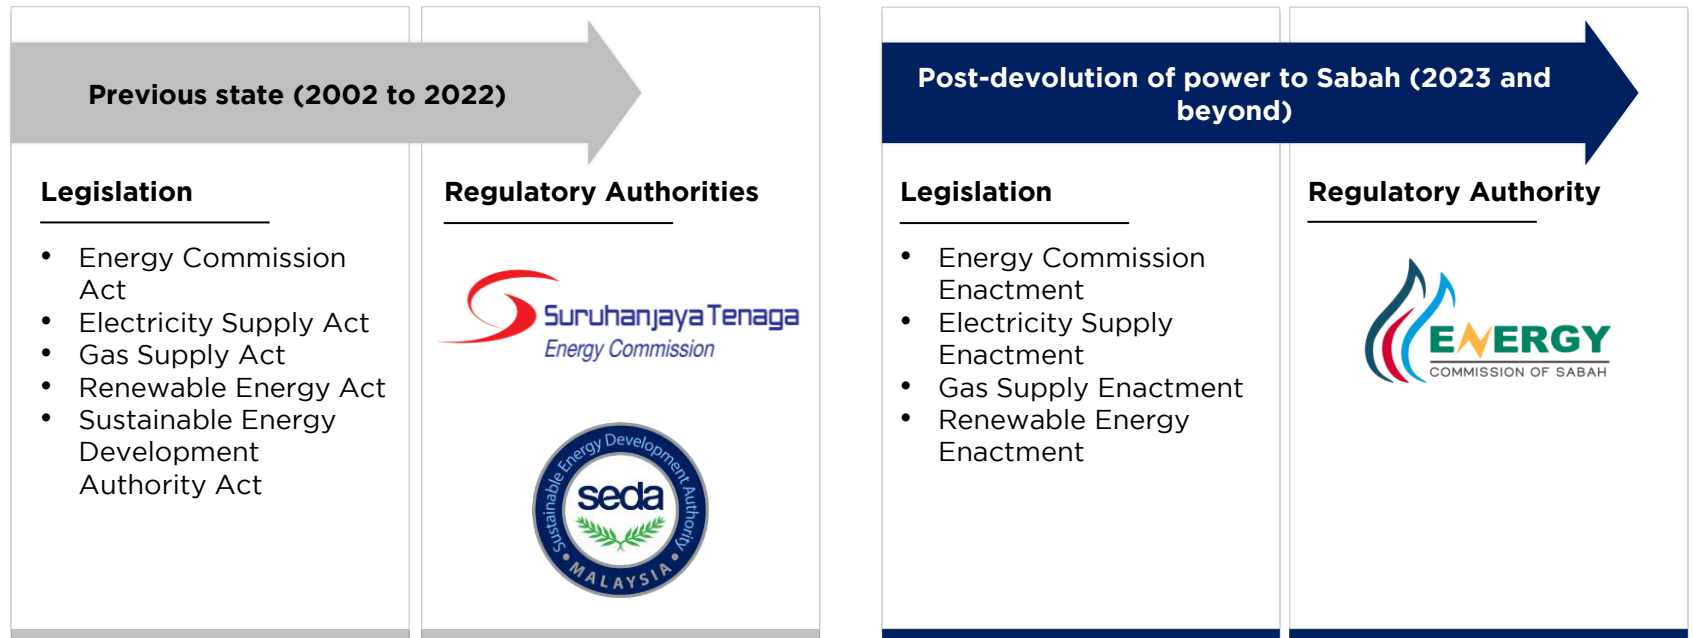 Previous state (2002 to 2022)
Legislation
• Energy Commission
Act
• Electricity Supply Act
• Gas Supply Act
• Renewable Energy Act
• Sustainable Energy
Development
Authority Act
Regulatory Authorities
Suruhanjaya Tenaga
Energy Commission
Sustainable Energy Development Authority
seda
• MALAYSIA •
Post-devolution of power to Sabah (2023 and
beyond)
Legislation
• Energy Commission
Enactment
• Electricity Supply
Enactment
• Gas Supply Enactment
• Renewable Energy
Enactment
Regulatory Authority
ENERGY
COMMISSION OF SABAH